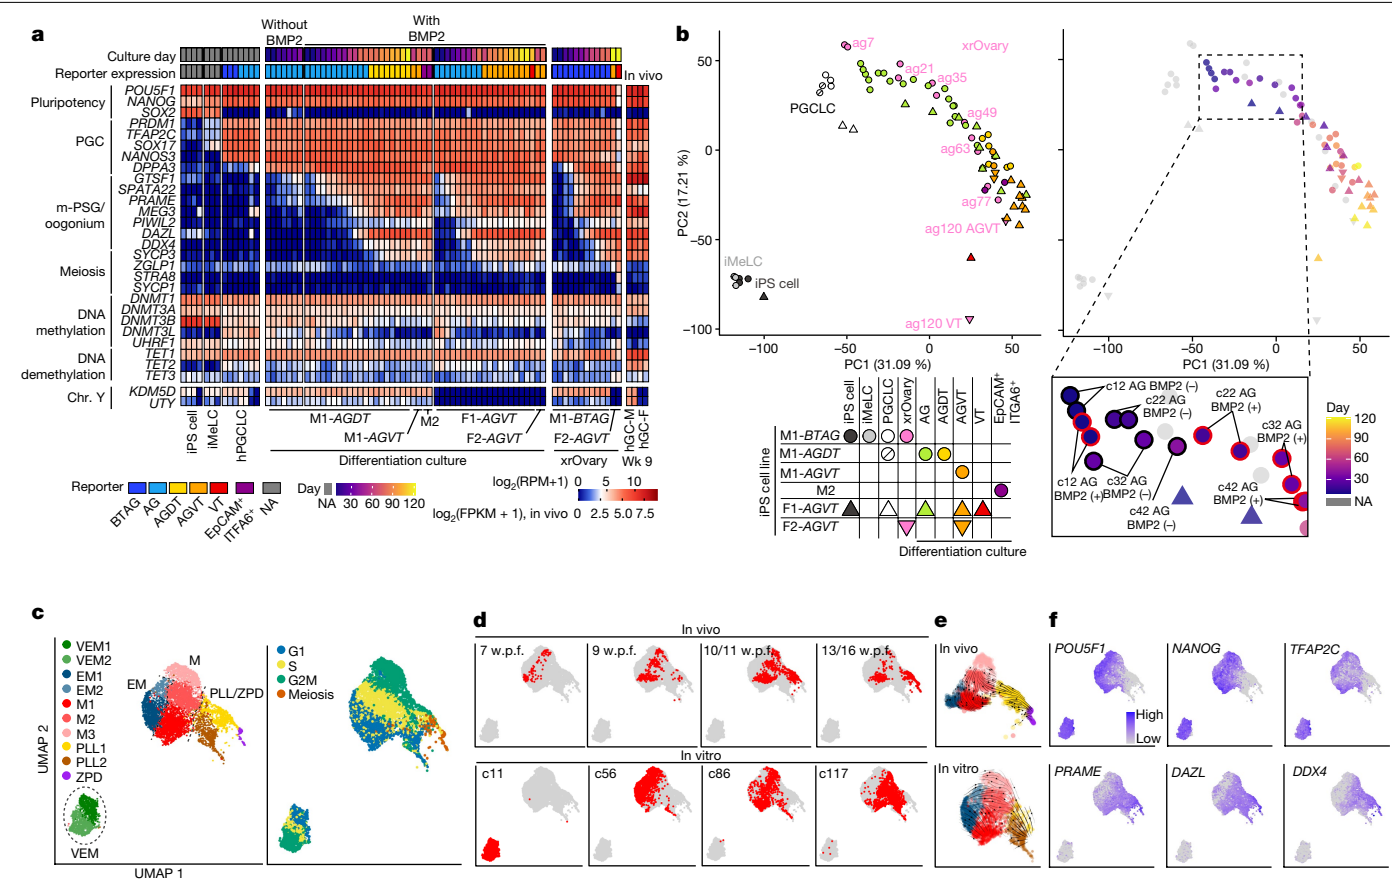 a
Without BMP2
With BMP2
Culture day
Reporter expression
In vivo
Pluripotency
POU5F1
NANOG
SOX2
PGC
PRDM1
TFAP2C
SOX17
NANOS3
DPPA3
m-PSG/
oogonium
GTSF1
SPATA22
PRAME
MEG3
PIWIL2
DAZL
DDX4
Meiosis
SYCP3
ZGLP1
STRA8
SYCP1
DNA
methylation
DNMT1
DNMT3A
DNMT3B
DNMT3L
UHRF1
DNA
demethylation
TET1
TET2
TET3
Chr. Y
KDM5D
UTY
iPS cell
iMeLC
hPGCLC
M1-AGDT
M1-AGVT
M2
F1-AGVT
F2-AGVT
M1-BTAG
F2-AGVT
hGC-M
hGC-F
Differentiation culture
xrOvary
Wk 9
Reporter
BTAG
AG
AGDT
AGVT
VT
EpCAM+
ITFA6+
NA
Day
NA 30 60 90 120
log2(RPM+1) 0 5 10
log2(FPKM + 1), in vivo 0 2.5 5.0 7.5
b
50
0
−50
−100
PC2 (17.21 %)
ag7
xrOvary
ag21
ag35
PGCLC
ag49
ag63
ag77
ag120 AGVT
iMeLC
iPS cell
ag120 VT
−100 −50 0 50
PC1 (31.09 %)
−100 −50 0 50
PC1 (31.09 %)
iPS cell
iMeLC
PGCLC
xrOvary
AG
AGDT
AGVT
VT
EpCAM+
ITGA6+
iPS cell line
M1-BTAG
M1-AGDT
M1-AGVT
M2
F1-AGVT
F2-AGVT
Differentiation culture
c12 AG BMP2 (−)
c22 AG
BMP2 (−)
c22 AG
BMP2 (+)
c32 AG
BMP2 (+)
c12 AG
BMP2 (+)
c32 AG
BMP2 (−)
c42 AG
BMP2 (−)
c42 AG
BMP2 (+)
Day
120
90
60
30
NA
c
VEM1
VEM2
EM1
EM2
M1
M2
M3
PLL1
PLL2
ZPD
M
EM
PLL/ZPD
VEM
UMAP 2
UMAP 1
G1
S
G2M
Meiosis
d
In vivo
7 w.p.f.
9 w.p.f.
10/11 w.p.f.
13/16 w.p.f.
In vitro
c11
c56
c86
c117
e
In vivo
In vitro
f
POU5F1
NANOG
TFAP2C
High
Low
PRAME
DAZL
DDX4